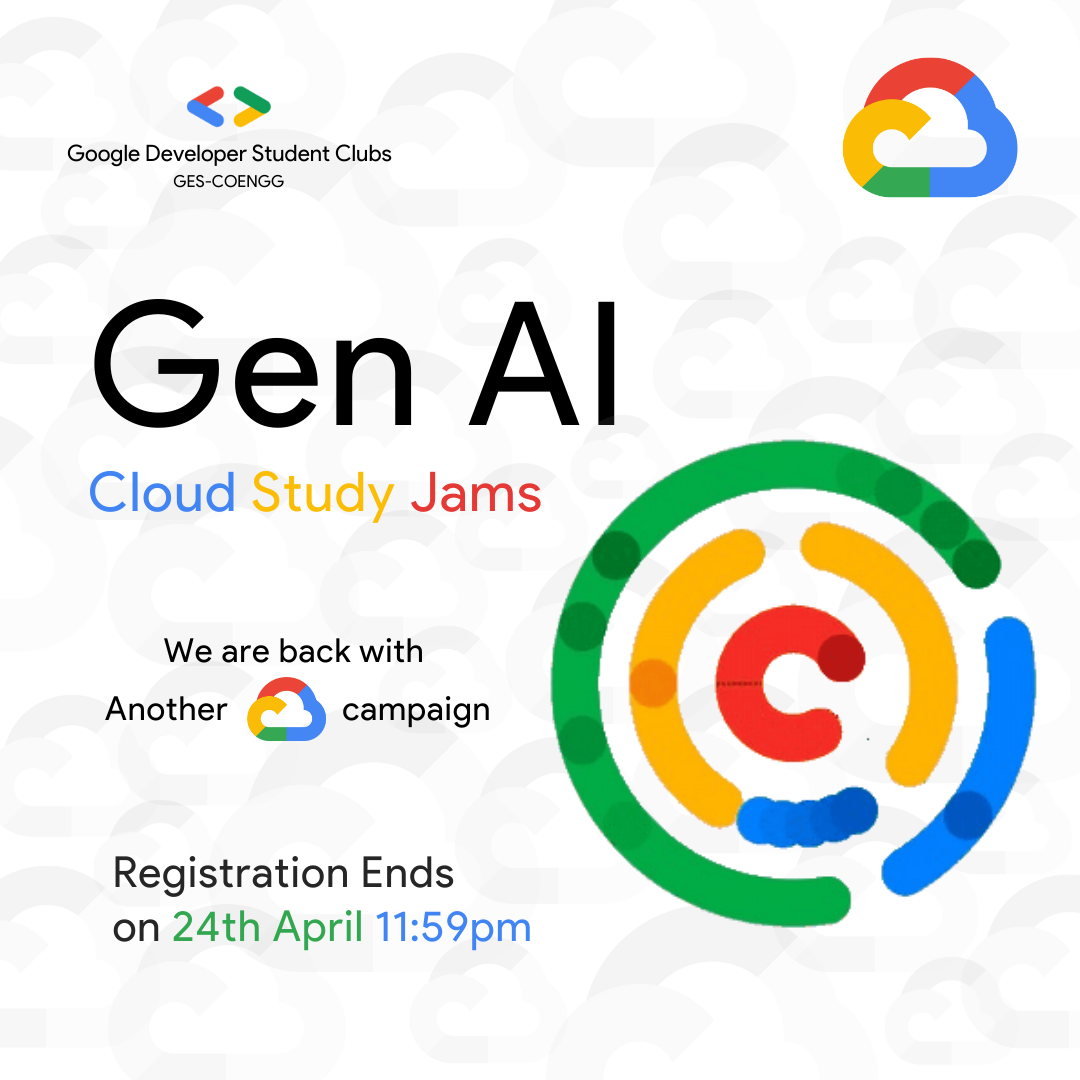 Google Developer Student Clubs
GES-COENGG
Gen AI
Cloud Study Jams
We are back with
Another campaign
Registration Ends
on 24th April 11:59pm